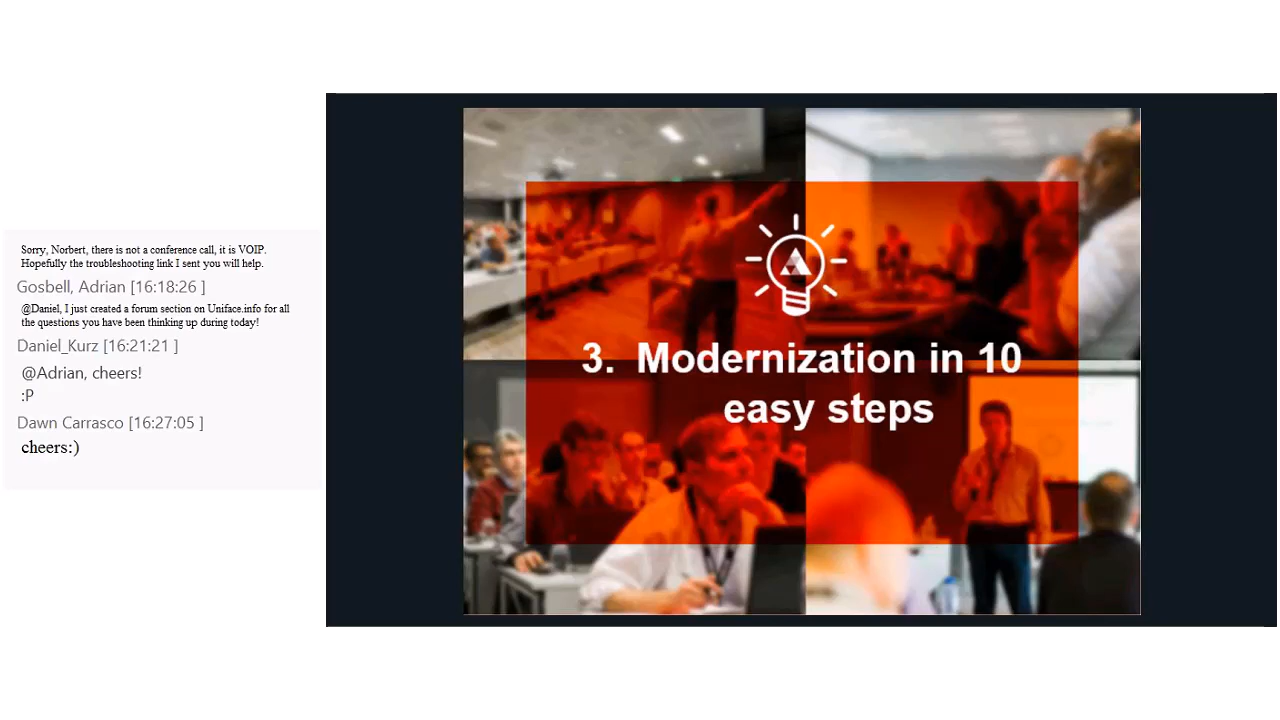 Sorry, Norbert, there is not a conference call, it is VOIP.
Hopefully the troubleshooting link I sent you will help.
Gosbell, Adrian [16:18:26 ]
@Daniel, I just created a forum section on Uniface.info for all
the questions you have been thinking up during today!
Daniel_Kurz [16:21:21 ]
@Adrian, cheers!
:P
Dawn Carrasco [16:27:05 ]
cheers:)
3. Modernization in 10
easy steps